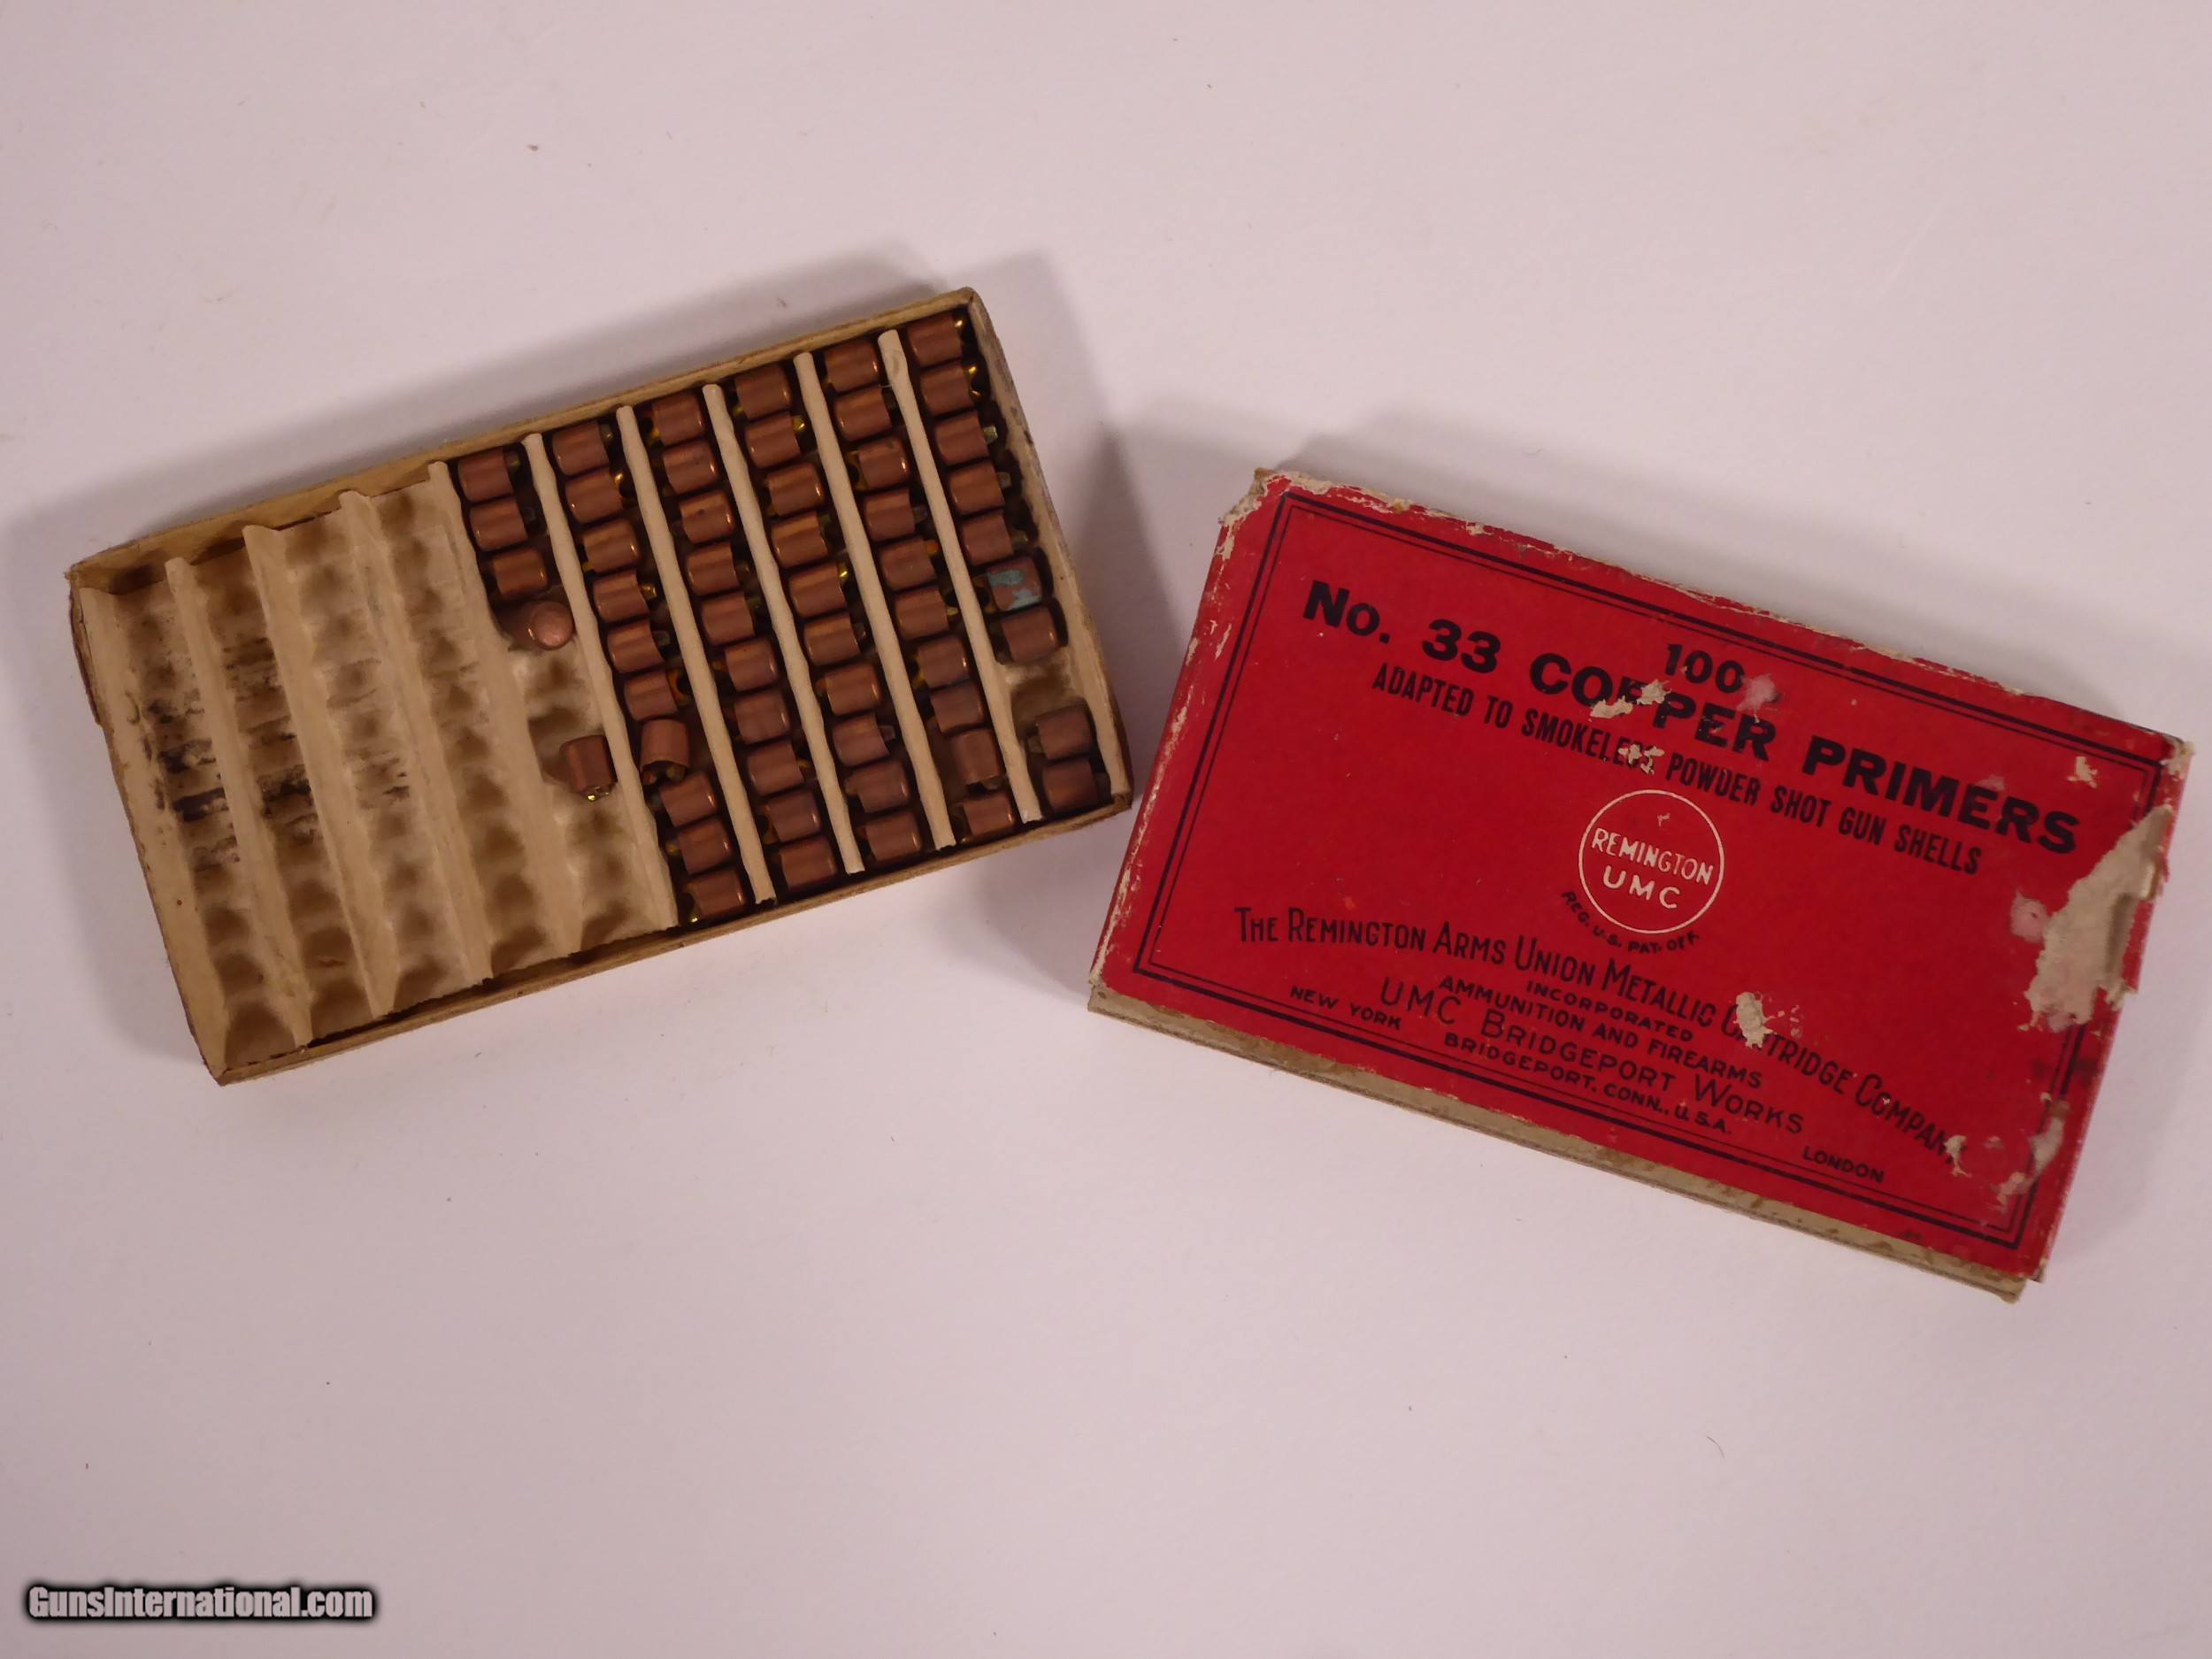 100
No. 33 COPPER PRIMERS
ADAPTED TO SMOKELESS POWDER SHOT GUN SHELLS
REMINGTON
UMC
REG. U.S. PAT. OFF.
THE REMINGTON ARMS UNION METALLIC CARTRIDGE COMPANY
INCORPORATED
AMMUNITION AND FIREARMS
UMC BRIDGEPORT WORKS
BRIDGEPORT, CONN., U.S.A.
NEW YORK
LONDON
GunsInternational.com